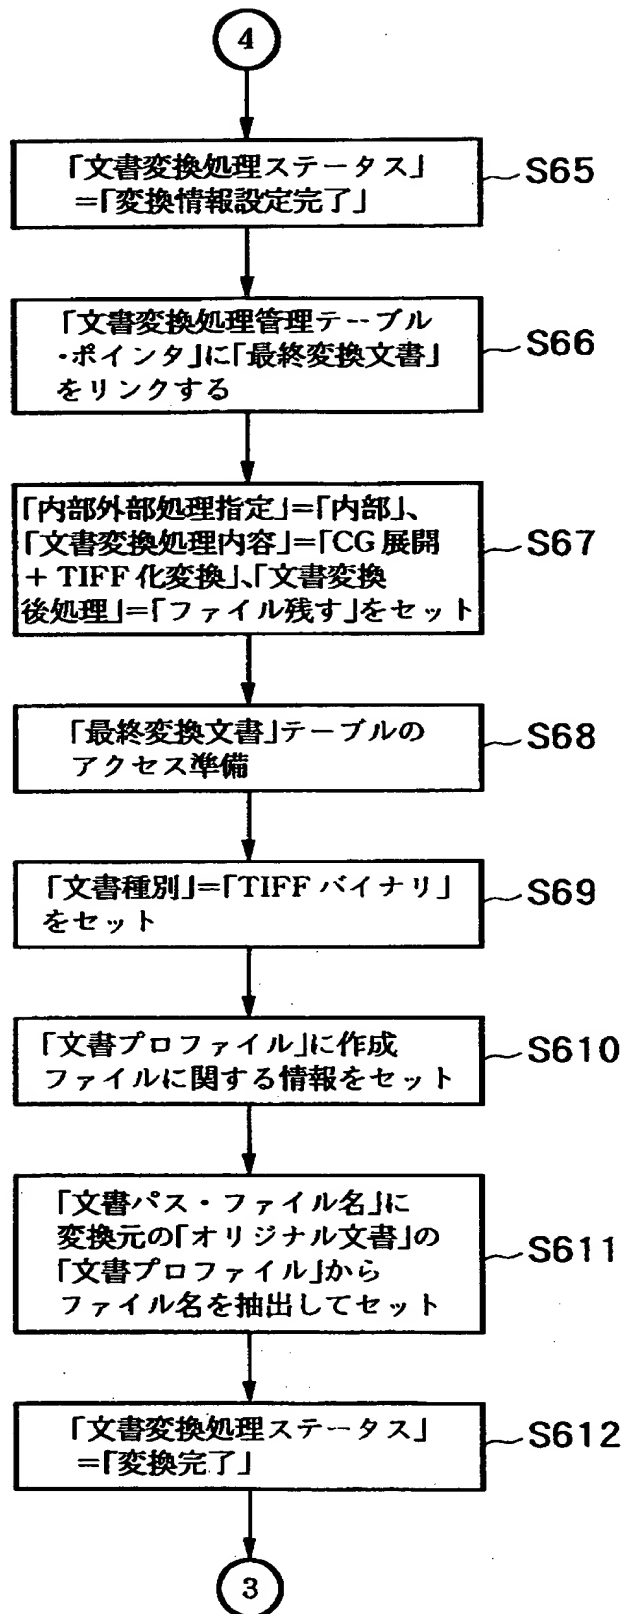 4
「文書変換処理ステータス」
=「変換情報設定完了」
S65
「文書変換処理管理テーブル
・ポインタ」に「最終変換文書」
をリンクする
S66
「内部外部処理指定」=「内部」、
「文書変換処理内容」=「CG展開
+ TIFF化変換」、「文書変換
後処理」=「ファイル残す」をセット
S67
「最終変換文書」テーブルの
アクセス準備
S68
「文書種別」=「TIFFバイナリ」
をセット
S69
「文書プロファイル」に作成
ファイルに関する情報をセット
S610
「文書パス・ファイル名」に
変換元の「オリジナル文書」の
「文書プロファイル」から
ファイル名を抽出してセット
S611
「文書変換処理ステータス」
=「変換完了」
S612
3